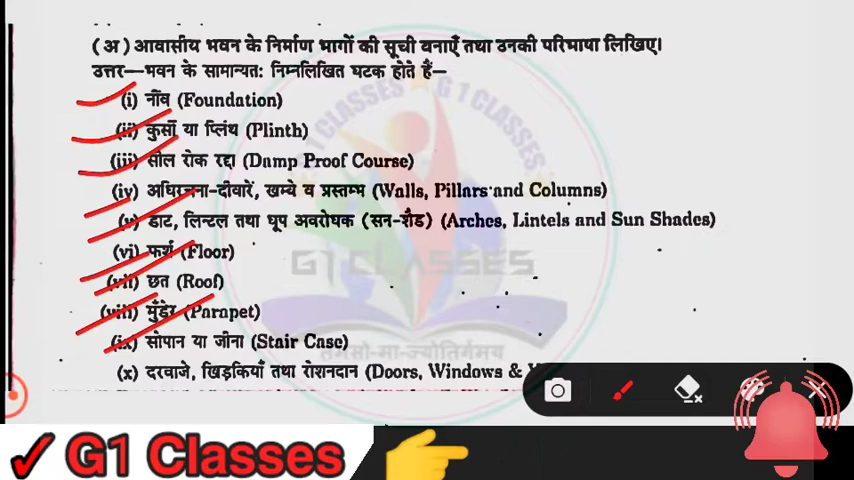 (अ) आवासीय भवन के निर्माण भागों की सूची बनाएँ तथा उनकी परिभाषा लिखिए।
उत्तर—भवन के सामान्यत: निम्नलिखित घटक होते हैं—
(i) नींव (Foundation)
(ii) कुर्सी या प्लिंथ (Plinth)
(iii) सील रोक रद्दा (Damp Proof Course)
(iv) अधिरचना-दीवारें, खम्ये व प्रस्तम्भ (Walls, Pillars and Columns)
(v) डाट, लिन्टल तथा धूप अवरोधक (सन-शैड) (Arches, Lintels and Sun Shades)
(vi) फर्श (Floor)
(vii) छत (Roof)
(viii) मुँडेर (Parapet)
(ix) सोपान या जीना (Stair Case)
(x) दरवाजे, खिड़कियाँ तथा रोशनदान (Doors, Windows &
G1 CLASSES
तमसो-मा-ज्योतिर्गमय
G1 Classes